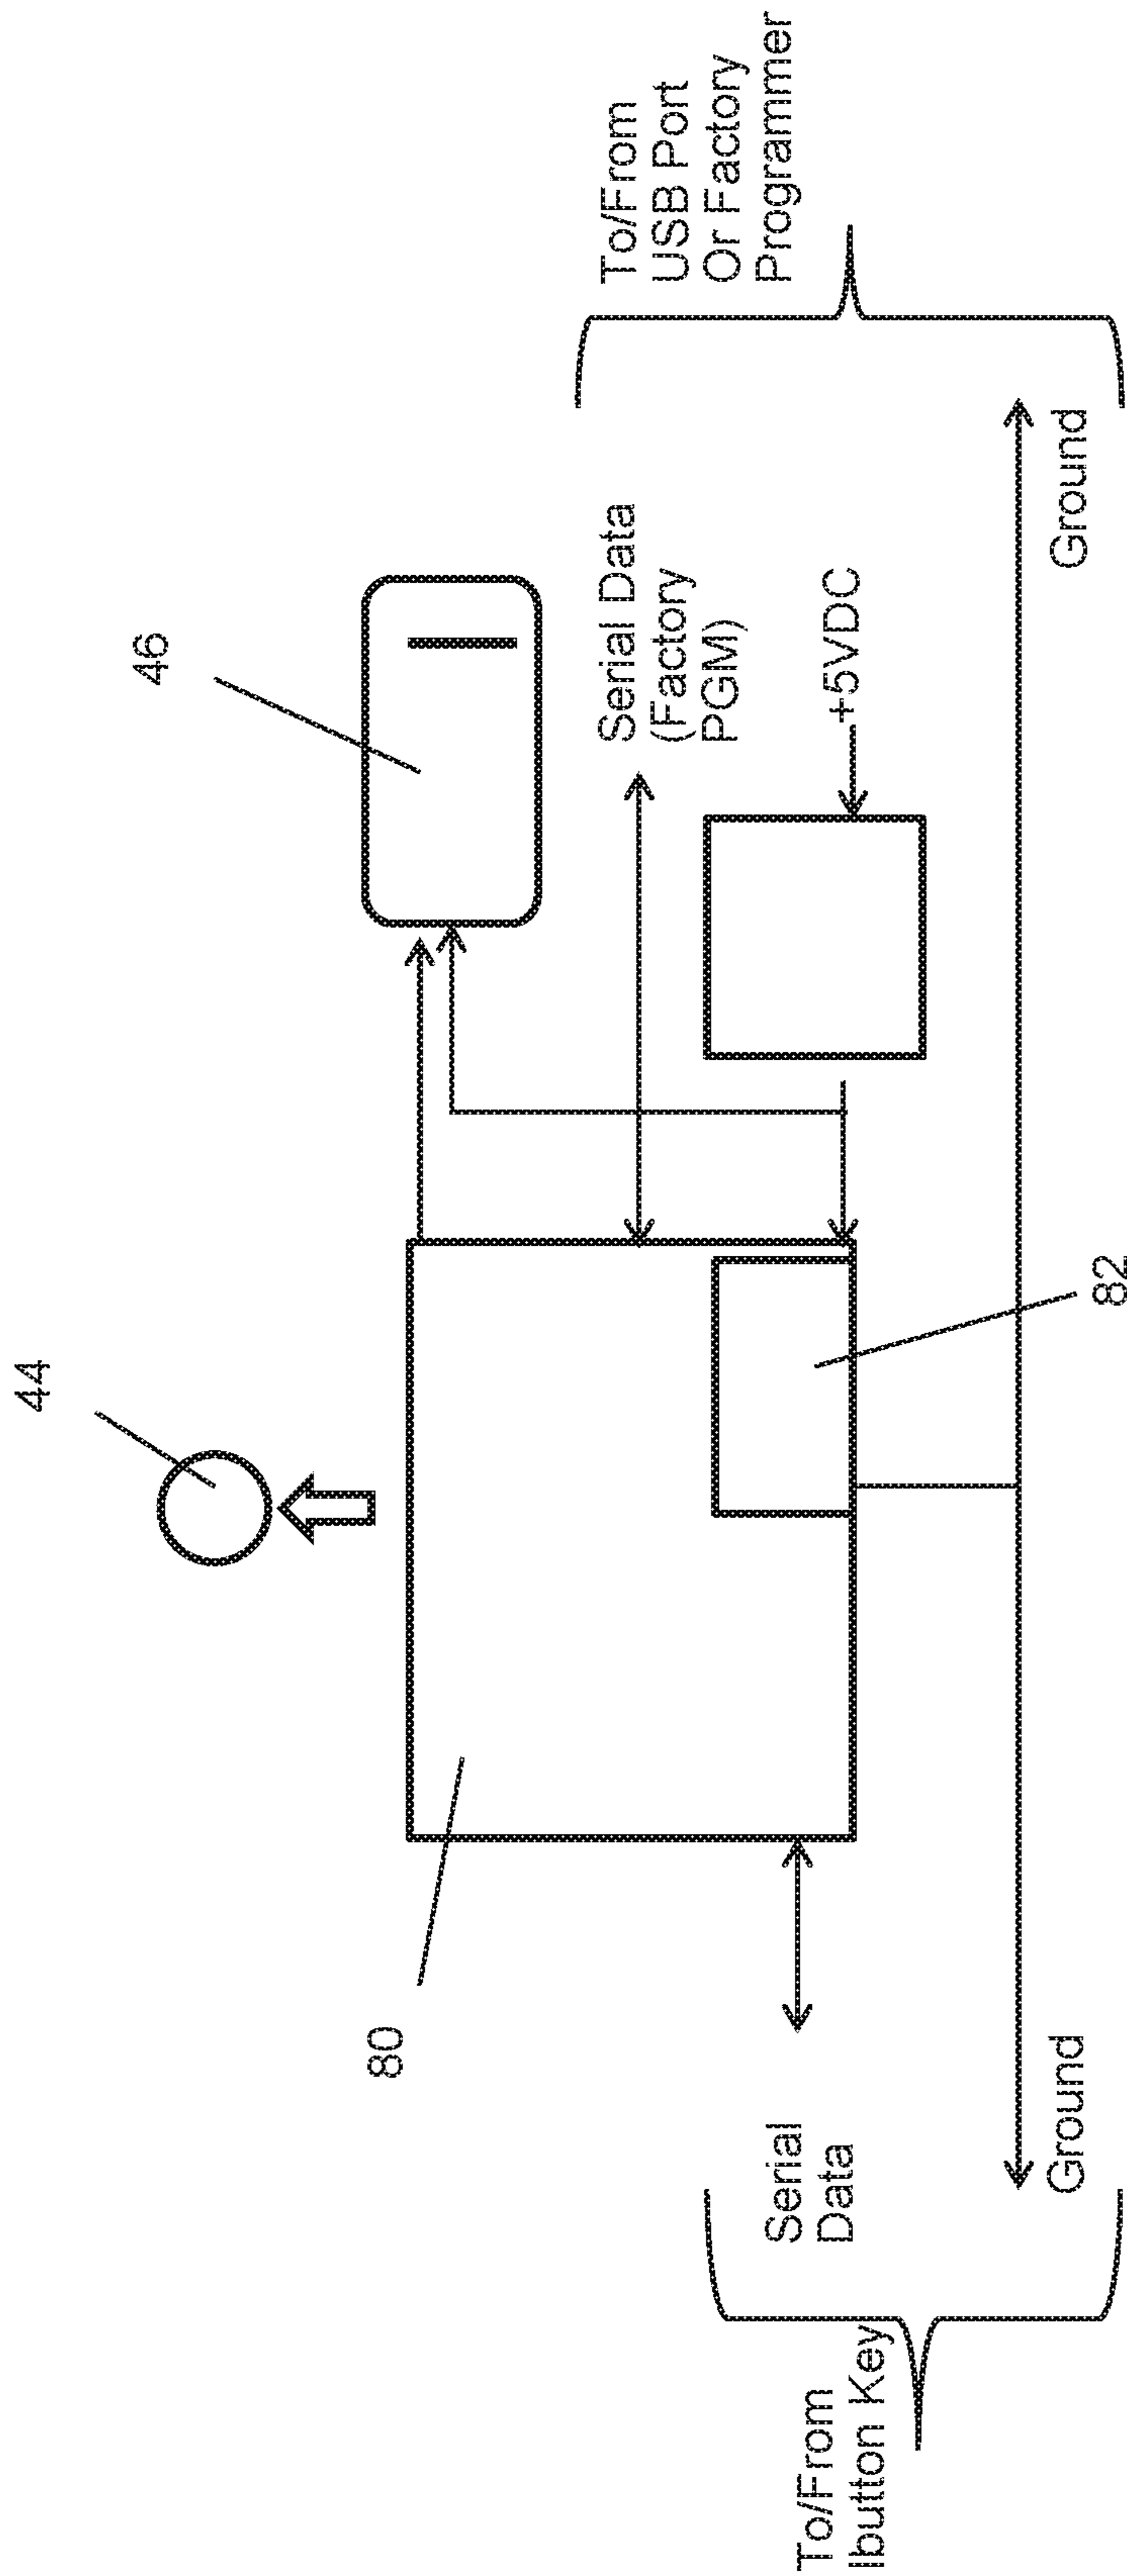 44
46
80
82
Serial Data
(Factory
PGM)
+5VDC
To/From
USB Port
Or Factory
Programmer
Serial
Data
To/From
Ibutton Key
Ground
Ground